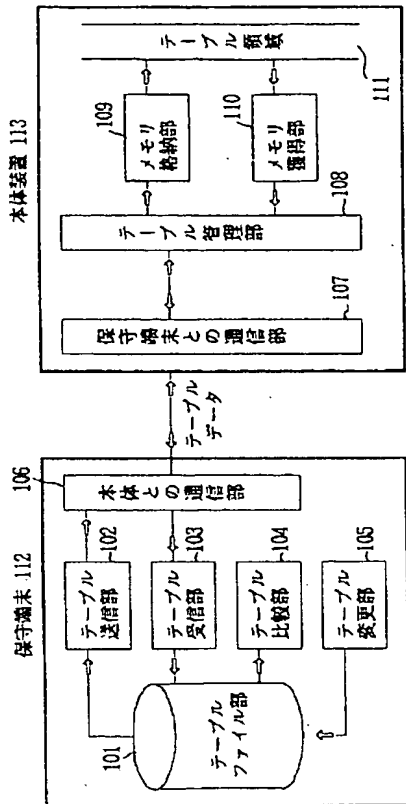 保守端末 112
101
テーブル
ファイル部
テーブル
送信部
102
テーブル
受信部
103
テーブル
比較部
104
テーブル
変更部
105
106
本体との通信部
テーブル
データ
本体装置 113
保守端末との通信部
107
テーブル管理部
108
メモリ
格納部
109
メモリ
獲得部
110
テーブル領域
111